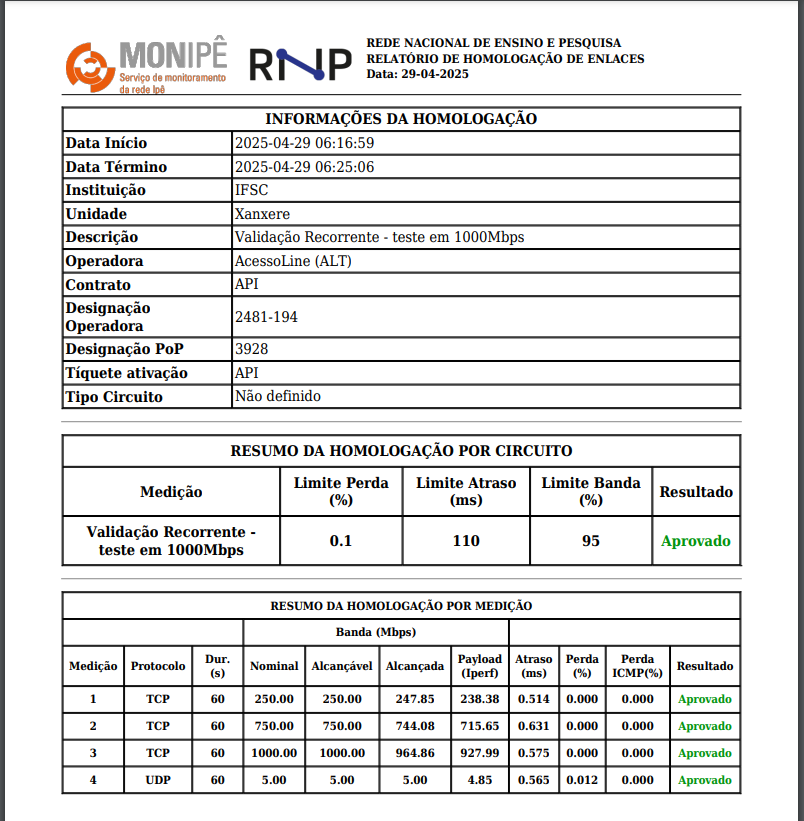 MONIPÊ
Serviço de monitoramento
da rede Ipê
RNP
REDE NACIONAL DE ENSINO E PESQUISA
RELATÓRIO DE HOMOLOGAÇÃO DE ENLACES
Data: 29-04-2025
INFORMAÇÕES DA HOMOLOGAÇÃO
Data Início 2025-04-29 06:16:59
Data Término 2025-04-29 06:25:06
Instituição IFSC
Unidade Xanxere
Descrição Validação Recorrente - teste em 1000Mbps
Operadora AcessoLine (ALT)
Contrato API
Designação
Operadora 2481-194
Designação PoP 3928
Tíquete ativação API
Tipo Circuito Não definido
RESUMO DA HOMOLOGAÇÃO POR CIRCUITO
Medição Limite Perda (%) Limite Atraso (ms) Limite Banda (%) Resultado
Validação Recorrente -
teste em 1000Mbps 0.1 110 95 Aprovado
RESUMO DA HOMOLOGAÇÃO POR MEDIÇÃO
Banda (Mbps)
Medição Protocolo Dur. (s) Nominal Alcançável Alcançada Payload (Iperf) Atraso (ms) Perda (%) Perda ICMP(%) Resultado
1 TCP 60 250.00 250.00 247.85 238.38 0.514 0.000 0.000 Aprovado
2 TCP 60 750.00 750.00 744.08 715.65 0.631 0.000 0.000 Aprovado
3 TCP 60 1000.00 1000.00 964.86 927.99 0.575 0.000 0.000 Aprovado
4 UDP 60 5.00 5.00 5.00 4.85 0.565 0.012 0.000 Aprovado